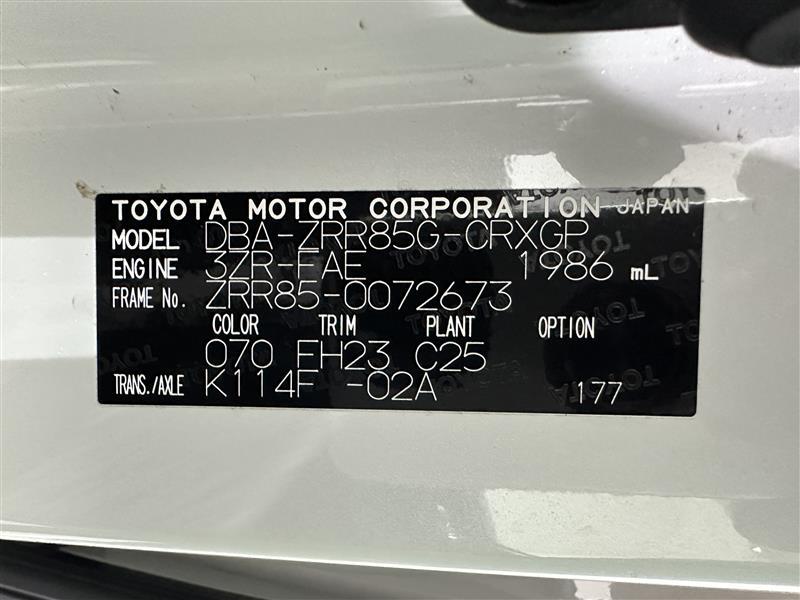 TOYOTA MOTOR CORPORATION JAPAN
MODEL DBA-ZRR85G-CRXGP
ENGINE 3ZR-FAE 1986 mL
FRAME No. ZRR85-0072673
COLOR TRIM PLANT OPTION
070 FH23 C25
TRANS./AXLE K114F -02A 177